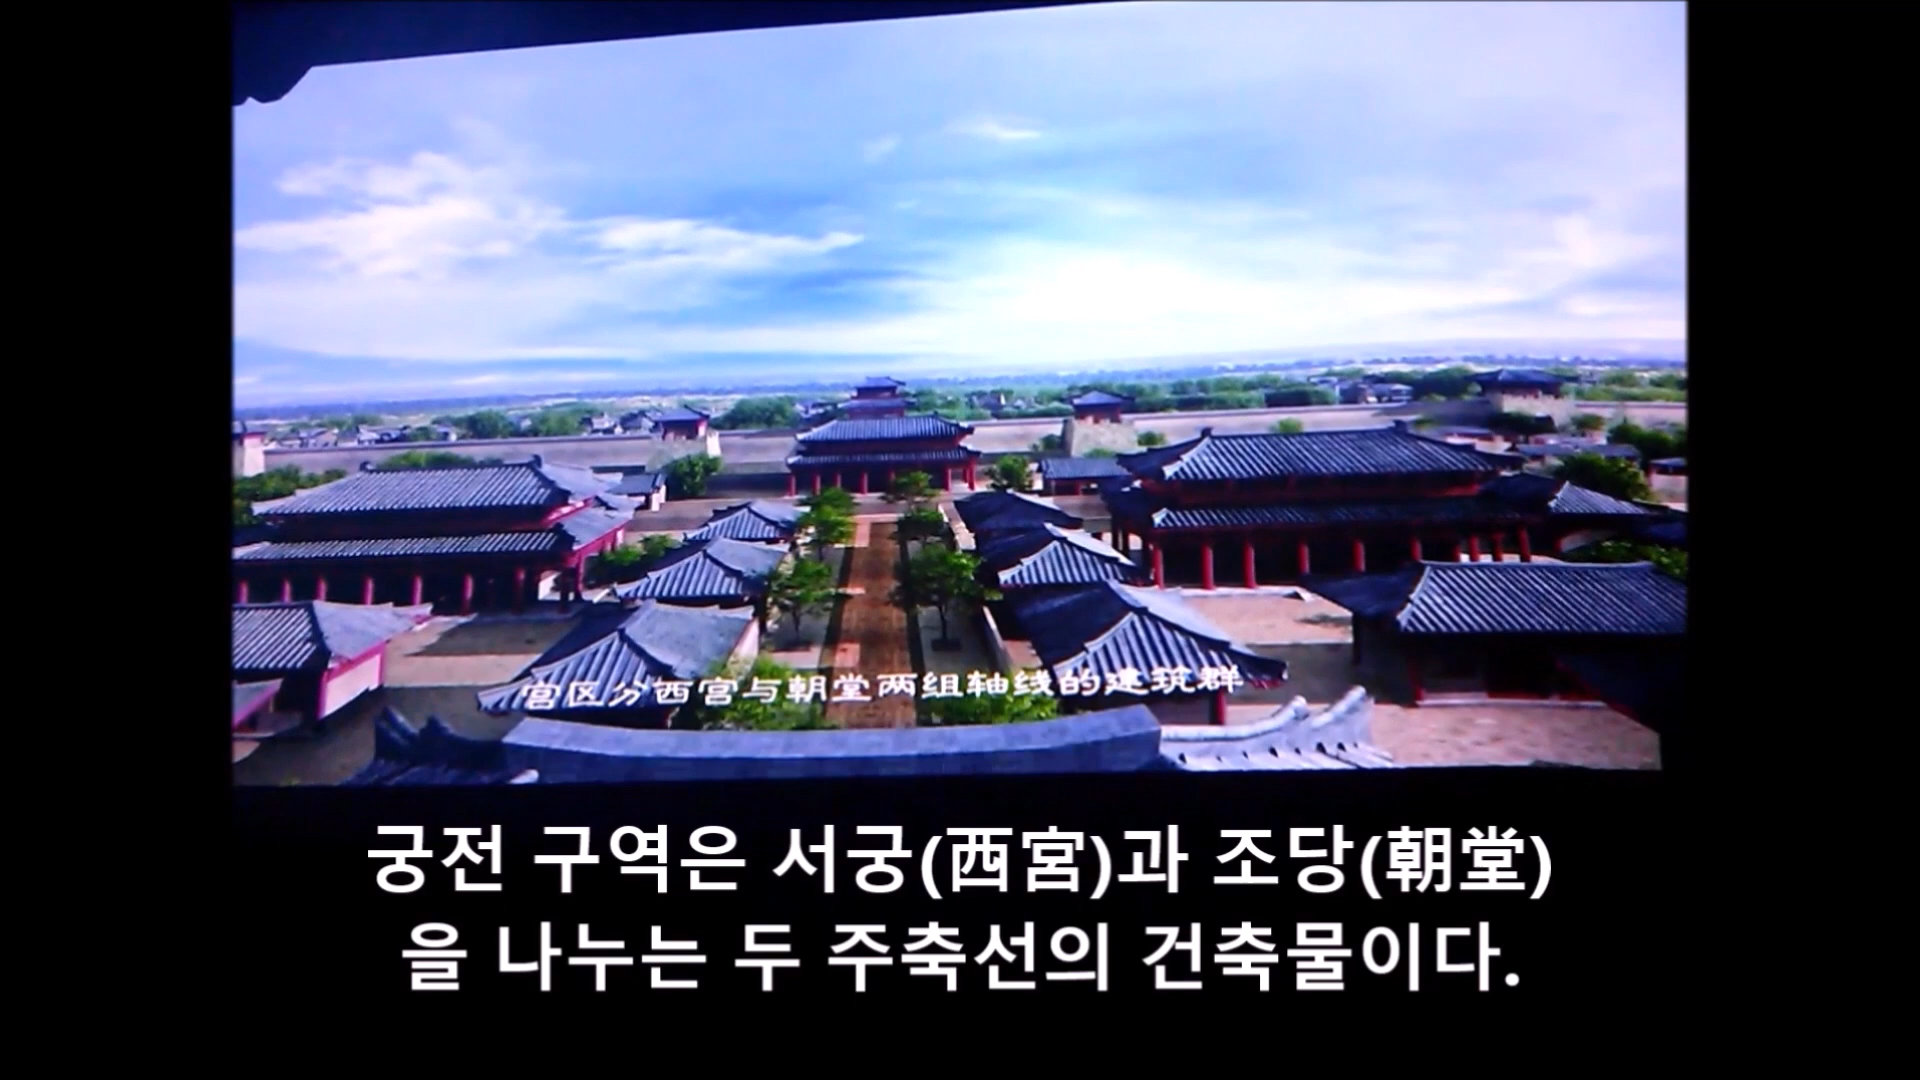 宫区分西宫与朝堂两组轴线的建筑群
궁전 구역은 서궁(西宮)과 조당(朝堂)
을 나누는 두 주축선의 건축물이다.